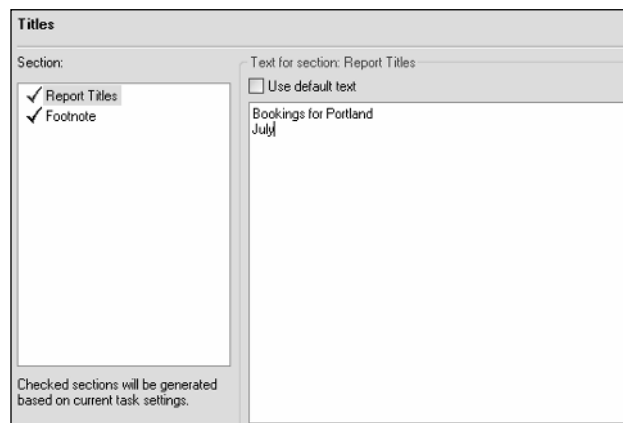 Titles
Section:
Report Titles
Footnote
Checked sections will be generated
based on current task settings.
Text for section: Report Titles
Use default text
Bookings for Portland
July